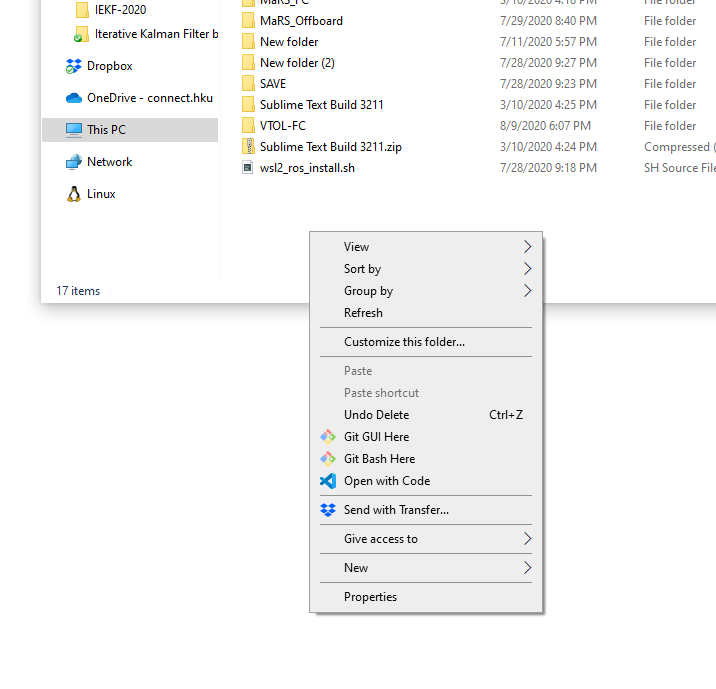 IEKF-2020
Iterative Kalman Filter b
Dropbox
OneDrive - connect.hku
This PC
Network
Linux
17 items
MaRS_FC 3/10/2020 4:18 PM File folder
MaRS_Offboard 7/29/2020 8:40 PM File folder
New folder 7/11/2020 5:57 PM File folder
New folder (2) 7/28/2020 9:27 PM File folder
SAVE 7/28/2020 9:23 PM File folder
Sublime Text Build 3211 3/10/2020 4:25 PM File folder
VTOL-FC 8/9/2020 6:07 PM File folder
Sublime Text Build 3211.zip 3/10/2020 4:24 PM Compressed (
wsl2_ros_install.sh 7/28/2020 9:18 PM SH Source File
View
Sort by
Group by
Refresh
Customize this folder...
Paste
Paste shortcut
Undo Delete Ctrl+Z
Git GUI Here
Git Bash Here
Open with Code
Send with Transfer...
Give access to
New
Properties